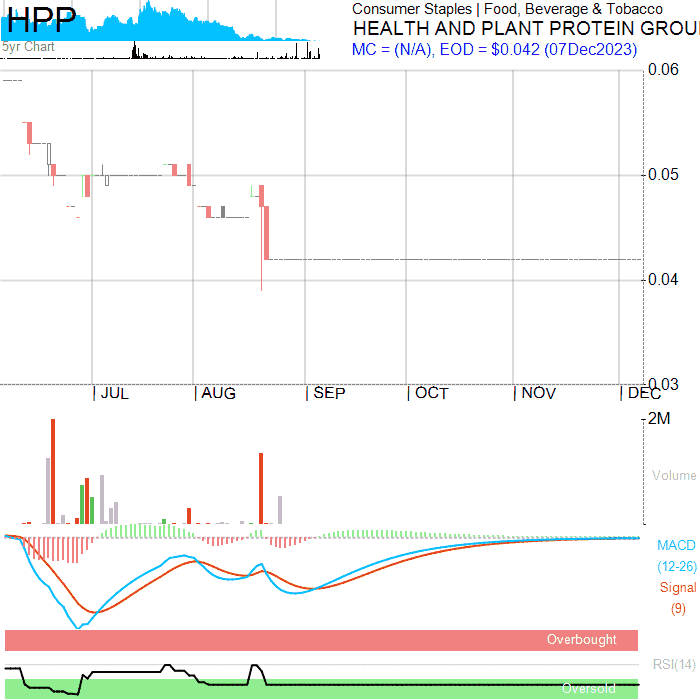 HPP
5yr Chart
Consumer Staples | Food, Beverage & Tobacco
HEALTH AND PLANT PROTEIN GROU
MC = (N/A), EOD = $0.042 (07Dec2023)
0.06
0.05
0.04
0.03
JUL AUG SEP OCT NOV DEC
2M
Volume
MACD
(12-26)
Signal
(9)
Overbought
RSI(14)
Oversold